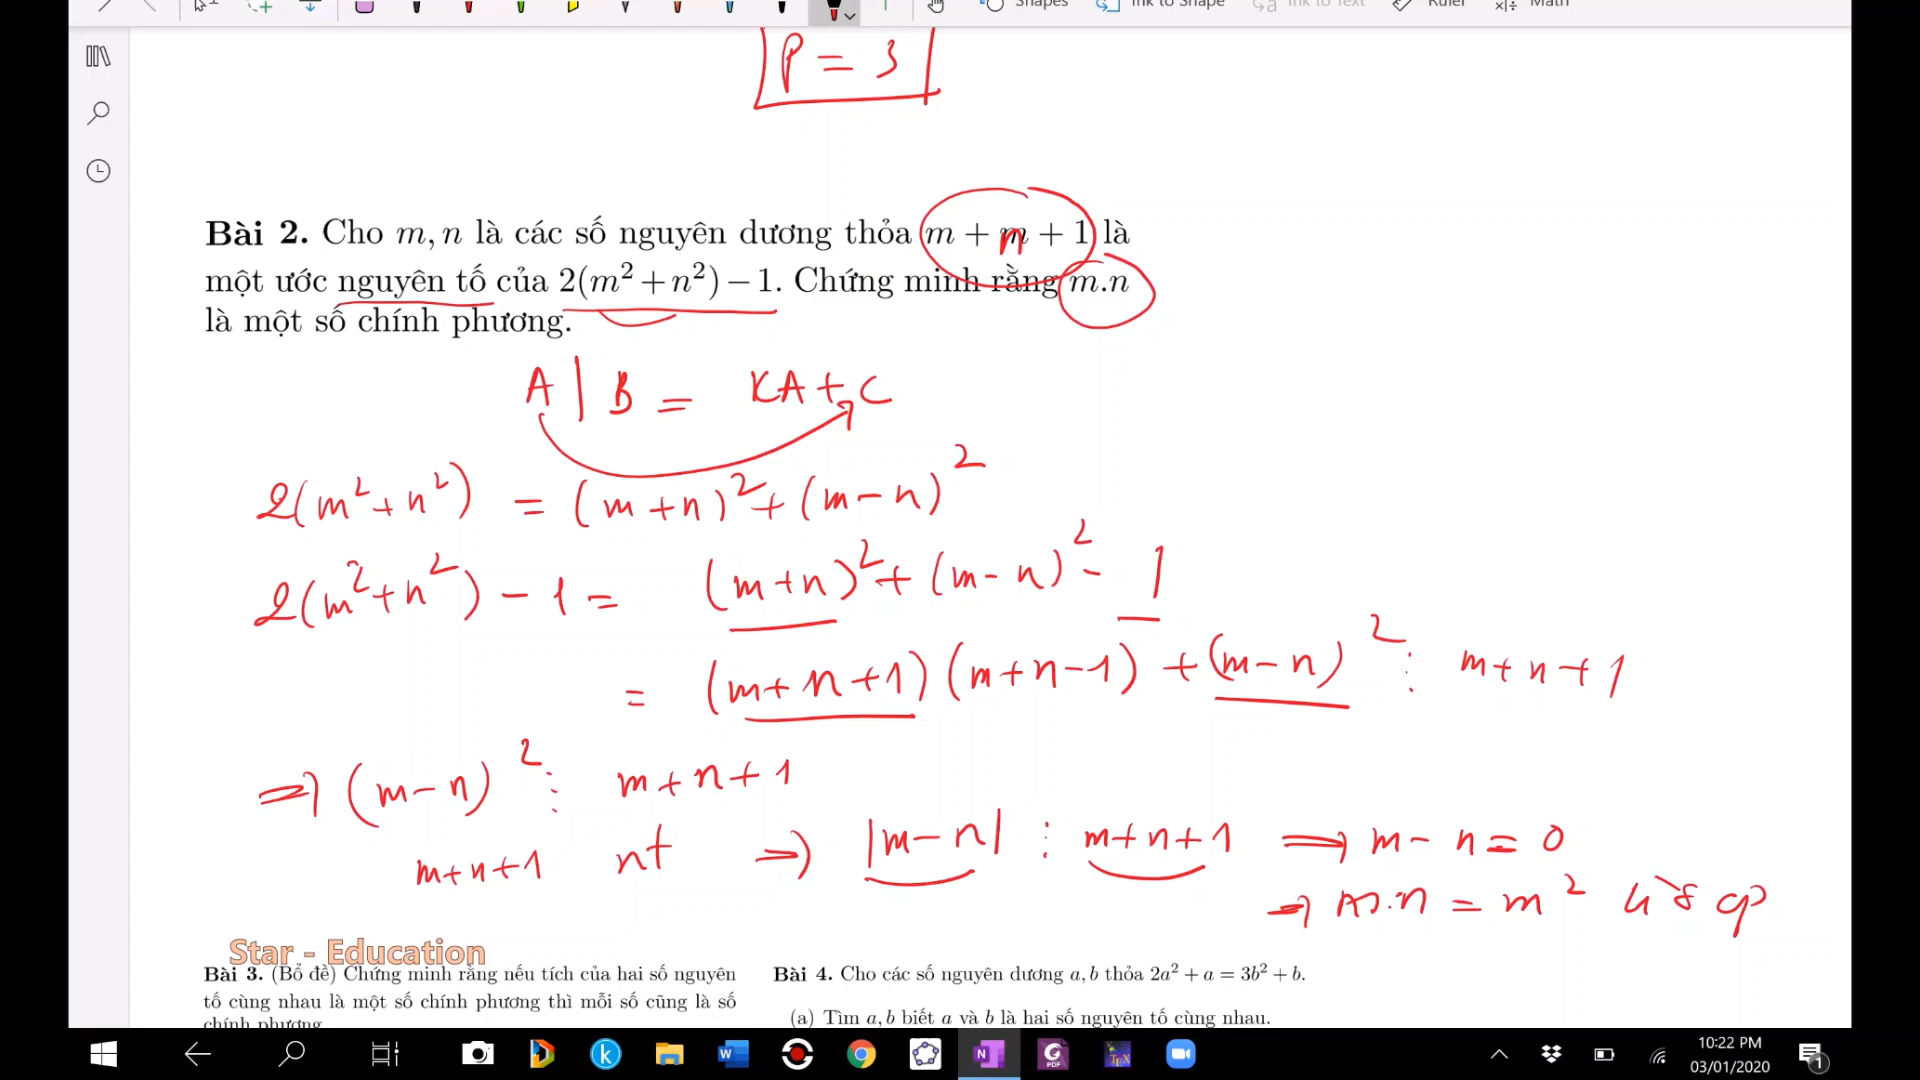 Shapes Ink to Shape Ink to Text Ruler Math
P = 3
Bài 2. Cho m, n là các số nguyên dương thỏa m + n + 1 là
một ước nguyên tố của 2(m² + n²) − 1. Chứng minh rằng m.n
là một số chính phương.
A | B = KA + C
2(m² + n²) = (m + n)² + (m − n)²
2(m² + n²) − 1 = (m + n)² + (m − n)² − 1
= (m + n + 1)(m + n − 1) + (m − n)² ⋮ m + n + 1
⇒ (m − n)² ⋮ m + n + 1
m + n + 1 nt ⇒ |m − n| ⋮ m + n + 1 ⇒ m − n = 0
⇒ m.n = m² là số cp
Star - Education
Bài 3. (Bổ đề) Chứng minh rằng nếu tích của hai số nguyên
tố cùng nhau là một số chính phương thì mỗi số cũng là số
chính phương
Bài 4. Cho các số nguyên dương a, b thỏa 2a² + a = 3b² + b.
(a) Tìm a, b biết a và b là hai số nguyên tố cùng nhau.
10:22 PM
03/01/2020